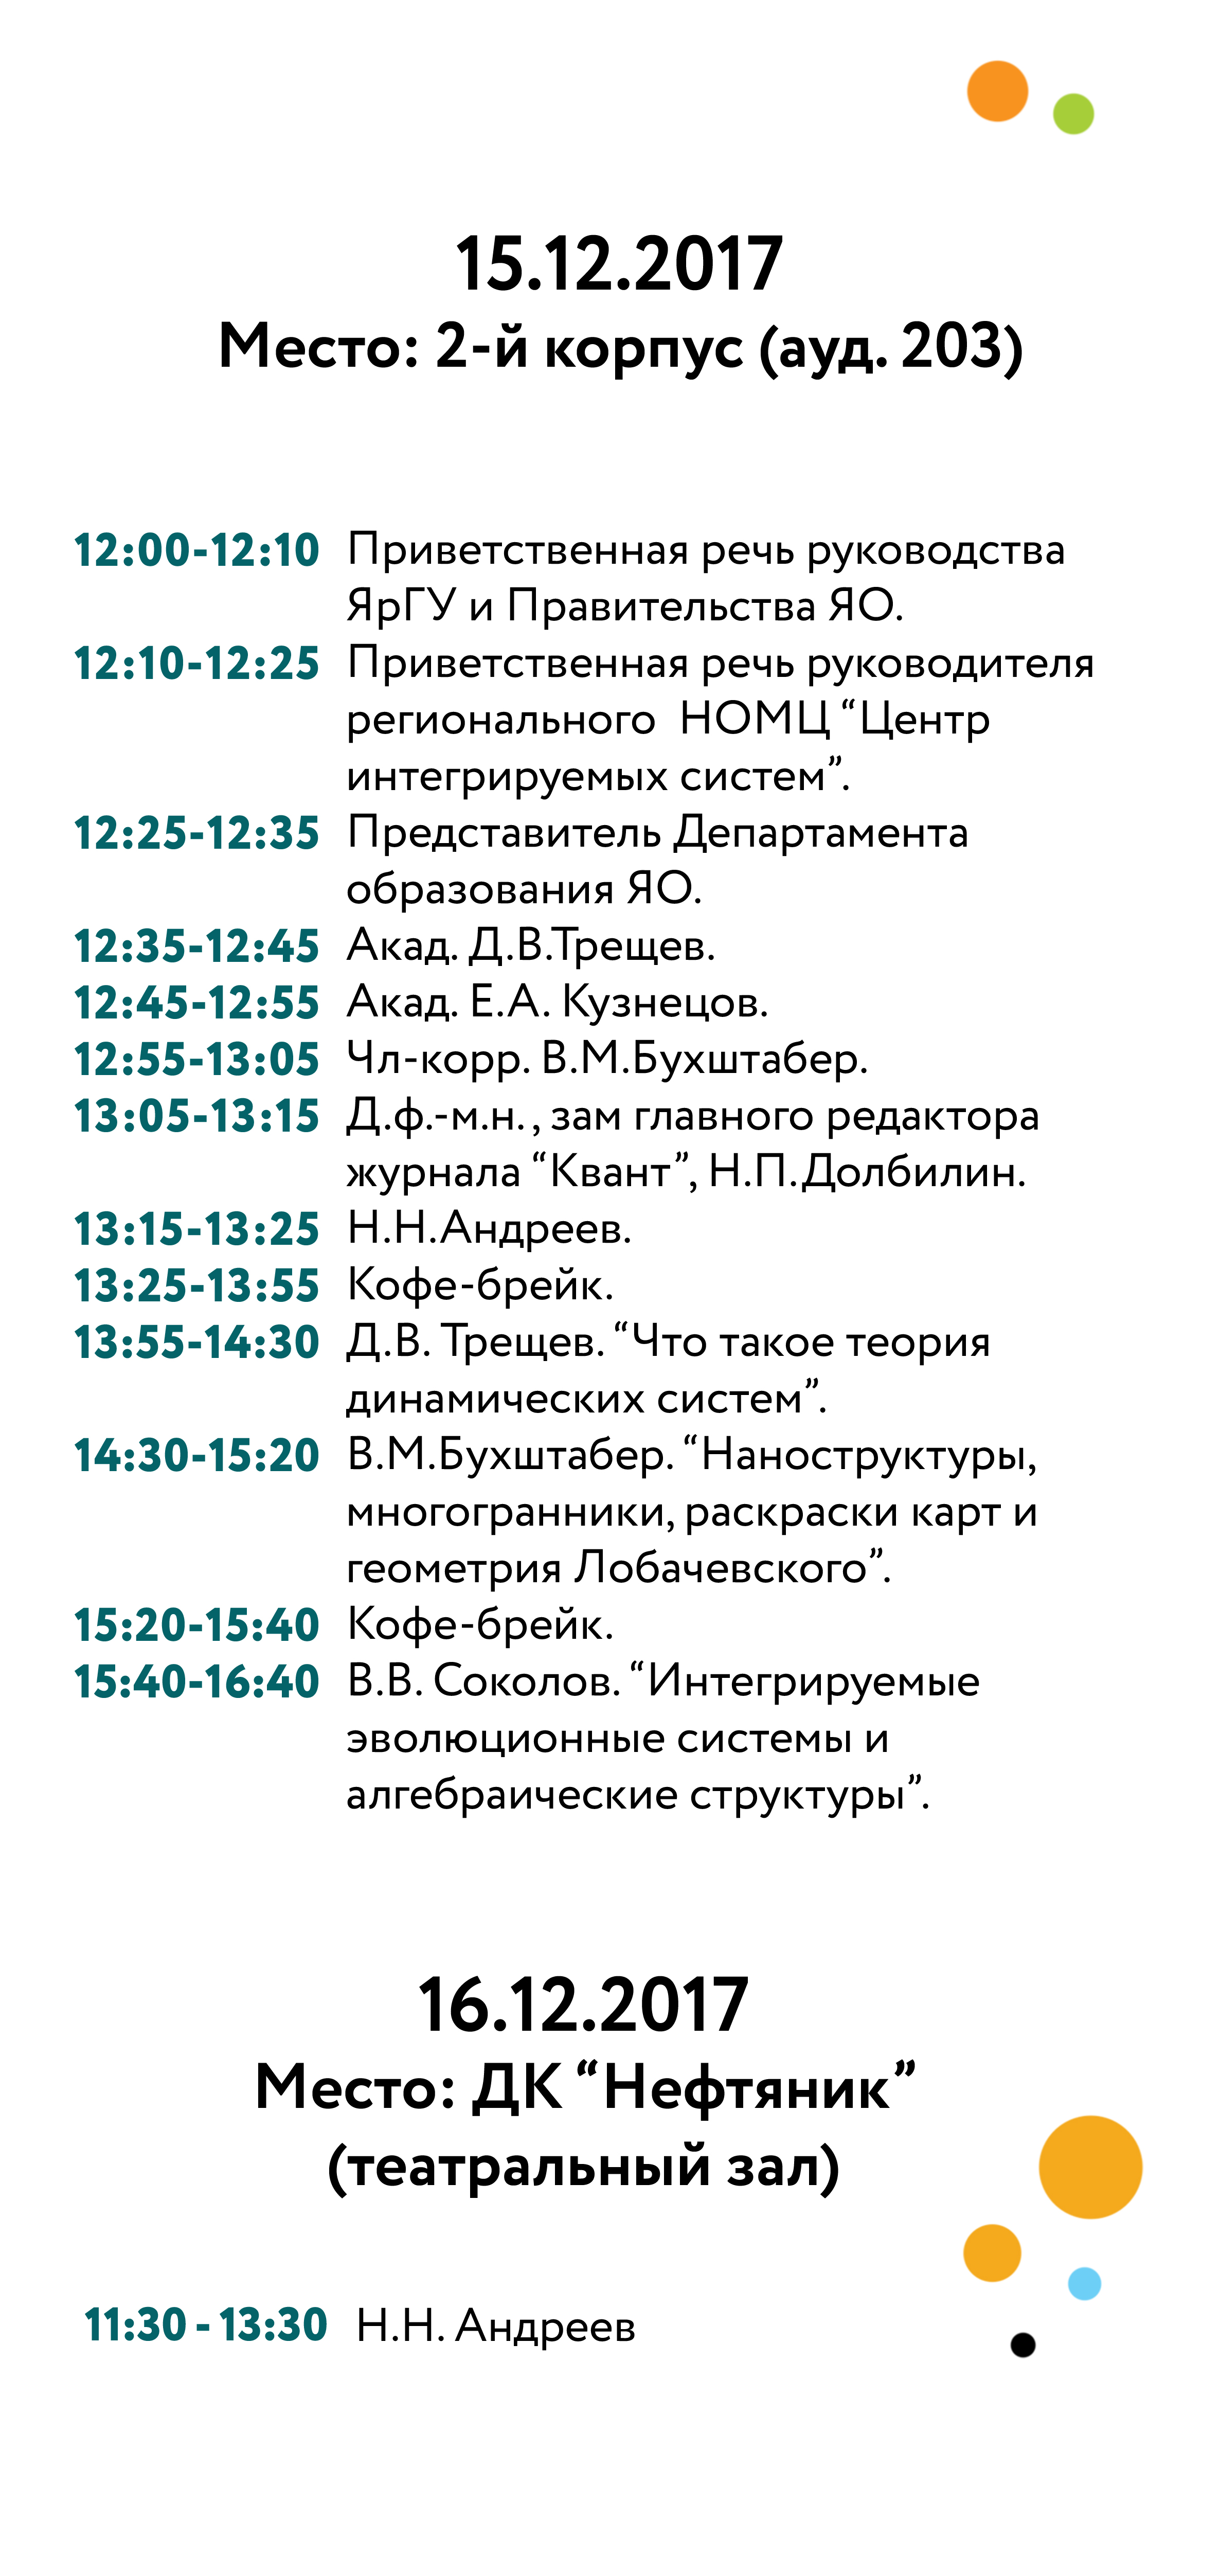 15.12.2017
Место: 2-й корпус (ауд. 203)
12:00-12:10 Приветственная речь руководства
ЯрГУ и Правительства ЯО.
12:10-12:25 Приветственная речь руководителя
регионального  НОМЦ “Центр
интегрируемых систем”.
12:25-12:35 Представитель Департамента
образования ЯО.
12:35-12:45 Акад. Д.В.Трещев.
12:45-12:55 Акад. Е.А. Кузнецов.
12:55-13:05 Чл-корр. В.М.Бухштабер.
13:05-13:15 Д.ф.-м.н., зам главного редактора
журнала “Квант”, Н.П.Долбилин.
13:15-13:25 Н.Н.Андреев.
13:25-13:55 Кофе-брейк.
13:55-14:30 Д.В. Трещев. “Что такое теория
динамических систем”.
14:30-15:20 В.М.Бухштабер. “Наноструктуры,
многогранники, раскраски карт и
геометрия Лобачевского”.
15:20-15:40 Кофе-брейк.
15:40-16:40 В.В. Соколов. “Интегрируемые
эволюционные системы и
алгебраические структуры”.
16.12.2017
Место: ДК “Нефтяник”
(театральный зал)
11:30 - 13:30 Н.Н. Андреев